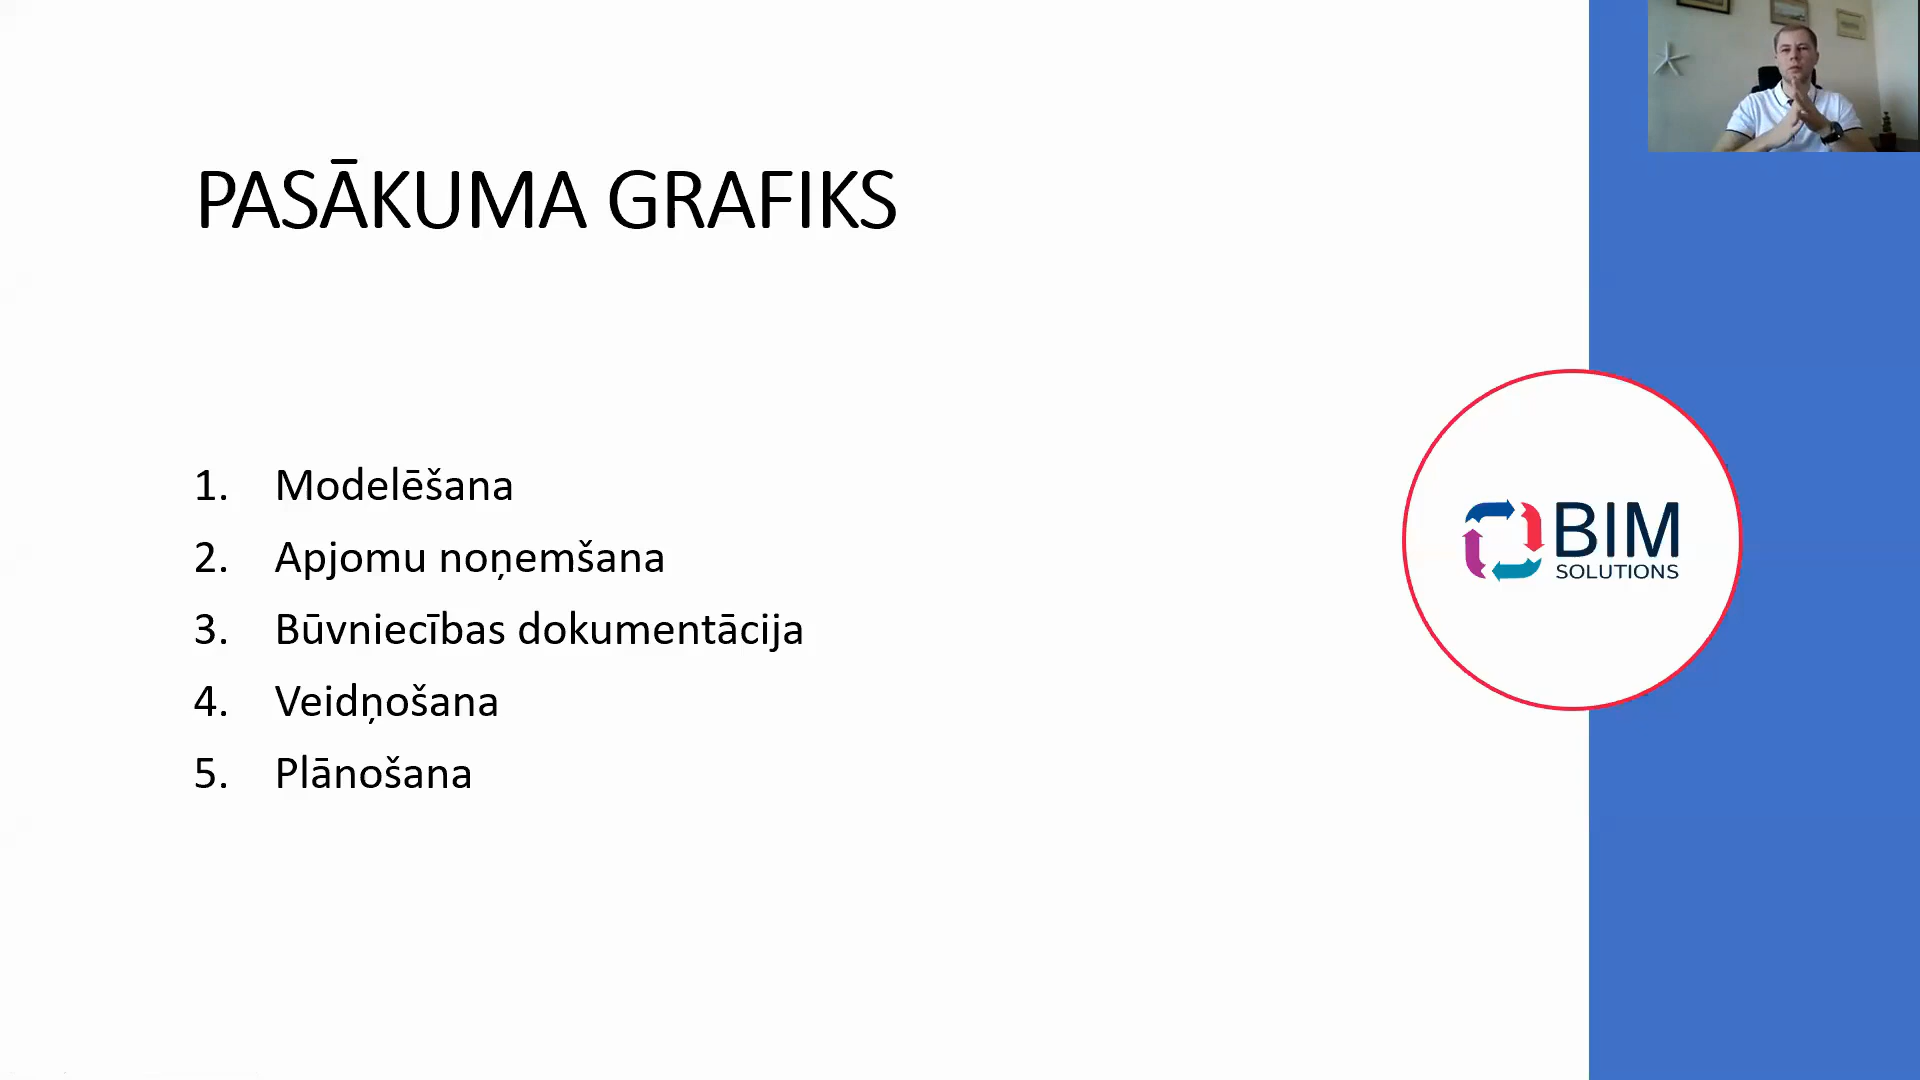 PASĀKUMA GRAFIKS
1. Modelēšana
2. Apjomu noņemšana
3. Būvniecības dokumentācija
4. Veidņošana
5. Plānošana
BIM
SOLUTIONS